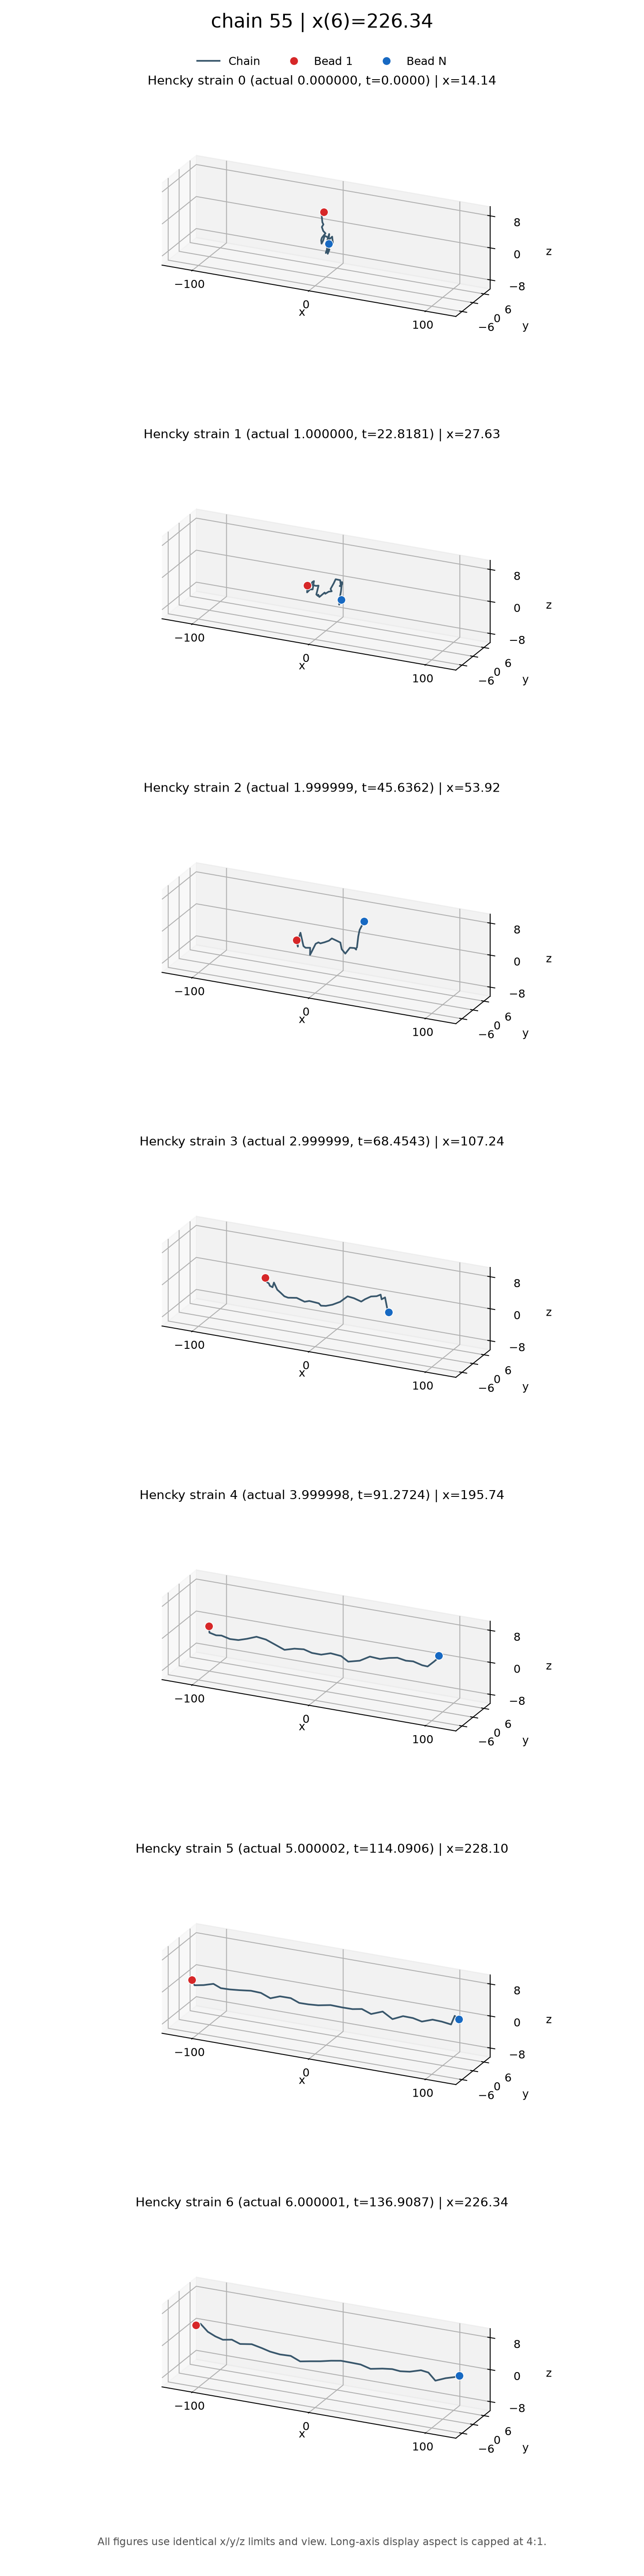 chain 55 | x(6)=226.34
Chain Bead 1 Bead N
Hencky strain 0 (actual 0.000000, t=0.0000) | x=14.14
8
0
−8
z
6
0
−6
y
−100
0
100
x
Hencky strain 1 (actual 1.000000, t=22.8181) | x=27.63
8
0
−8
z
6
0
−6
y
−100
0
100
x
Hencky strain 2 (actual 1.999999, t=45.6362) | x=53.92
8
0
−8
z
6
0
−6
y
−100
0
100
x
Hencky strain 3 (actual 2.999999, t=68.4543) | x=107.24
8
0
−8
z
6
0
−6
y
−100
0
100
x
Hencky strain 4 (actual 3.999998, t=91.2724) | x=195.74
8
0
−8
z
6
0
−6
y
−100
0
100
x
Hencky strain 5 (actual 5.000002, t=114.0906) | x=228.10
8
0
−8
z
6
0
−6
y
−100
0
100
x
Hencky strain 6 (actual 6.000001, t=136.9087) | x=226.34
8
0
−8
z
6
0
−6
y
−100
0
100
x
All figures use identical x/y/z limits and view. Long-axis display aspect is capped at 4:1.